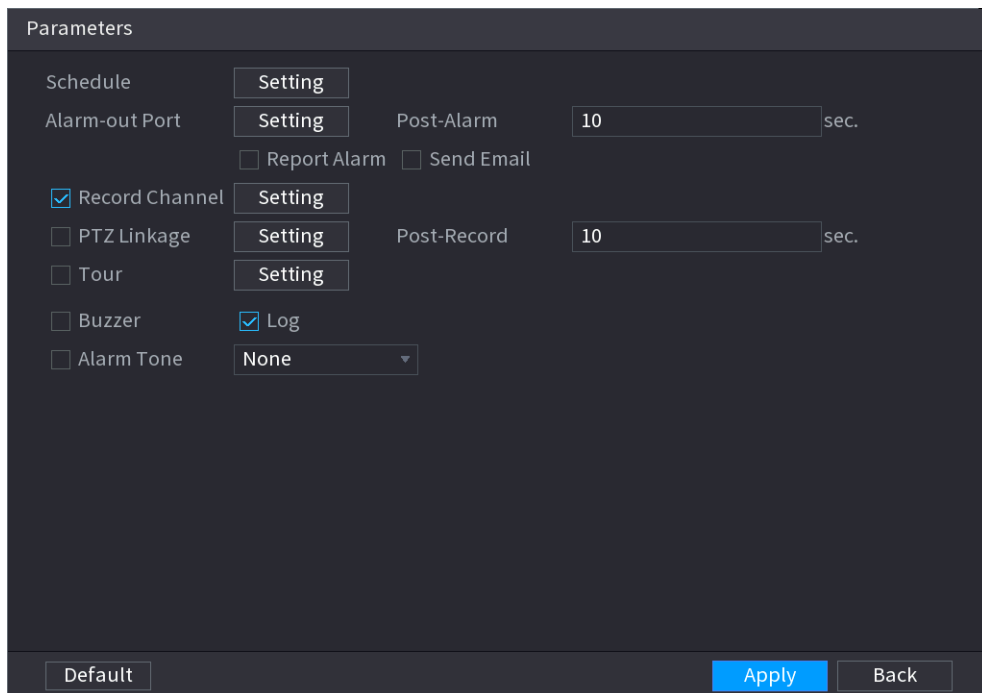 Parameters
Schedule Setting
Alarm-out Port Setting Post-Alarm 10 sec.
Report Alarm Send Email
Record Channel Setting
PTZ Linkage Setting Post-Record 10 sec.
Tour Setting
Buzzer Log
Alarm Tone None
Default Apply Back